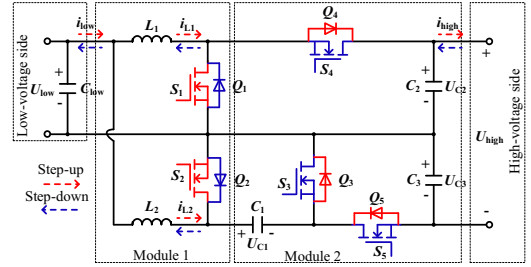 i_low
L_1
i_L1
Q_4
i_high
S_4
S_1
Q_1
+
U_low
-
C_low
C_2
+
U_C2
-
+
U_high
-
Low-voltage side
High-voltage side
Step-up
Step-down
S_2
Q_2
S_3
Q_3
C_3
+
U_C3
-
L_2
i_L2
C_1
+
U_C1
-
Q_5
S_5
Module 1
Module 2